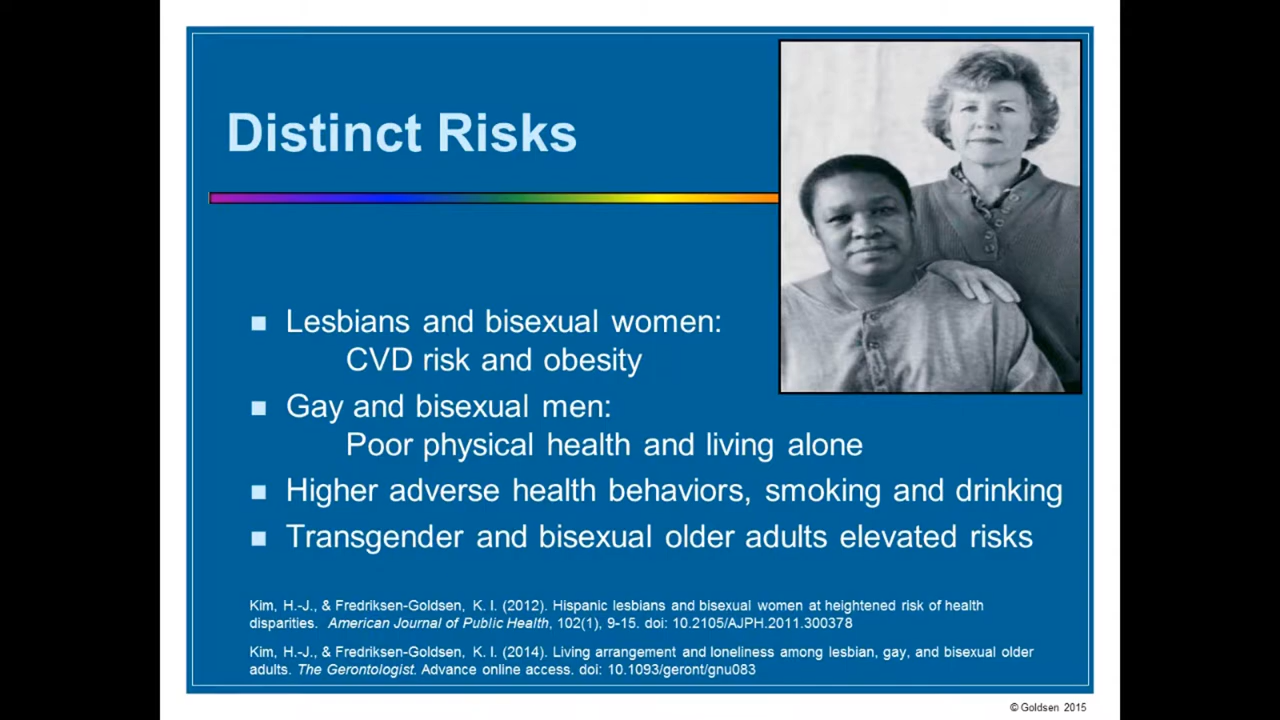 Distinct Risks
Lesbians and bisexual women:
CVD risk and obesity
Gay and bisexual men:
Poor physical health and living alone
Higher adverse health behaviors, smoking and drinking
Transgender and bisexual older adults elevated risks
Kim, H.-J., & Fredriksen-Goldsen, K. I. (2012). Hispanic lesbians and bisexual women at heightened risk of health
disparities. American Journal of Public Health, 102(1), 9-15. doi: 10.2105/AJPH.2011.300378
Kim, H.-J., & Fredriksen-Goldsen, K. I. (2014). Living arrangement and loneliness among lesbian, gay, and bisexual older
adults. The Gerontologist. Advance online access. doi: 10.1093/geront/gnu083
© Goldsen 2015